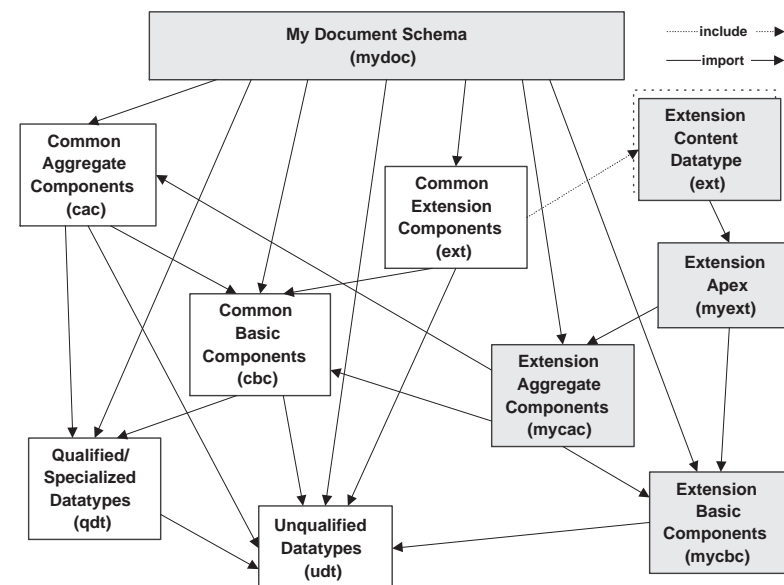 My Document Schema
(mydoc)
include
import
Extension
Content
Datatype
(ext)
Common
Aggregate
Components
(cac)
Common
Extension
Components
(ext)
Extension
Apex
(myext)
Common
Basic
Components
(cbc)
Extension
Aggregate
Components
(mycac)
Qualified/
Specialized
Datatypes
(qdt)
Unqualified
Datatypes
(udt)
Extension
Basic
Components
(mycbc)